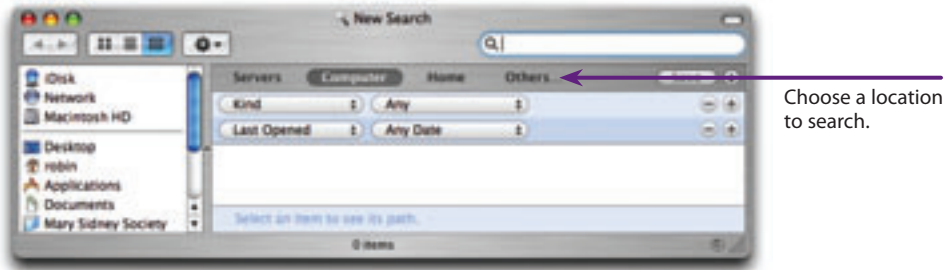 New Search
Servers Computer Home Others Save
Kind Any
Last Opened Any Date
iDisk
Network
Macintosh HD
Desktop
robin
Applications
Documents
Mary Sidney Society
Select an item to see its path.
0 items
Choose a location
to search.